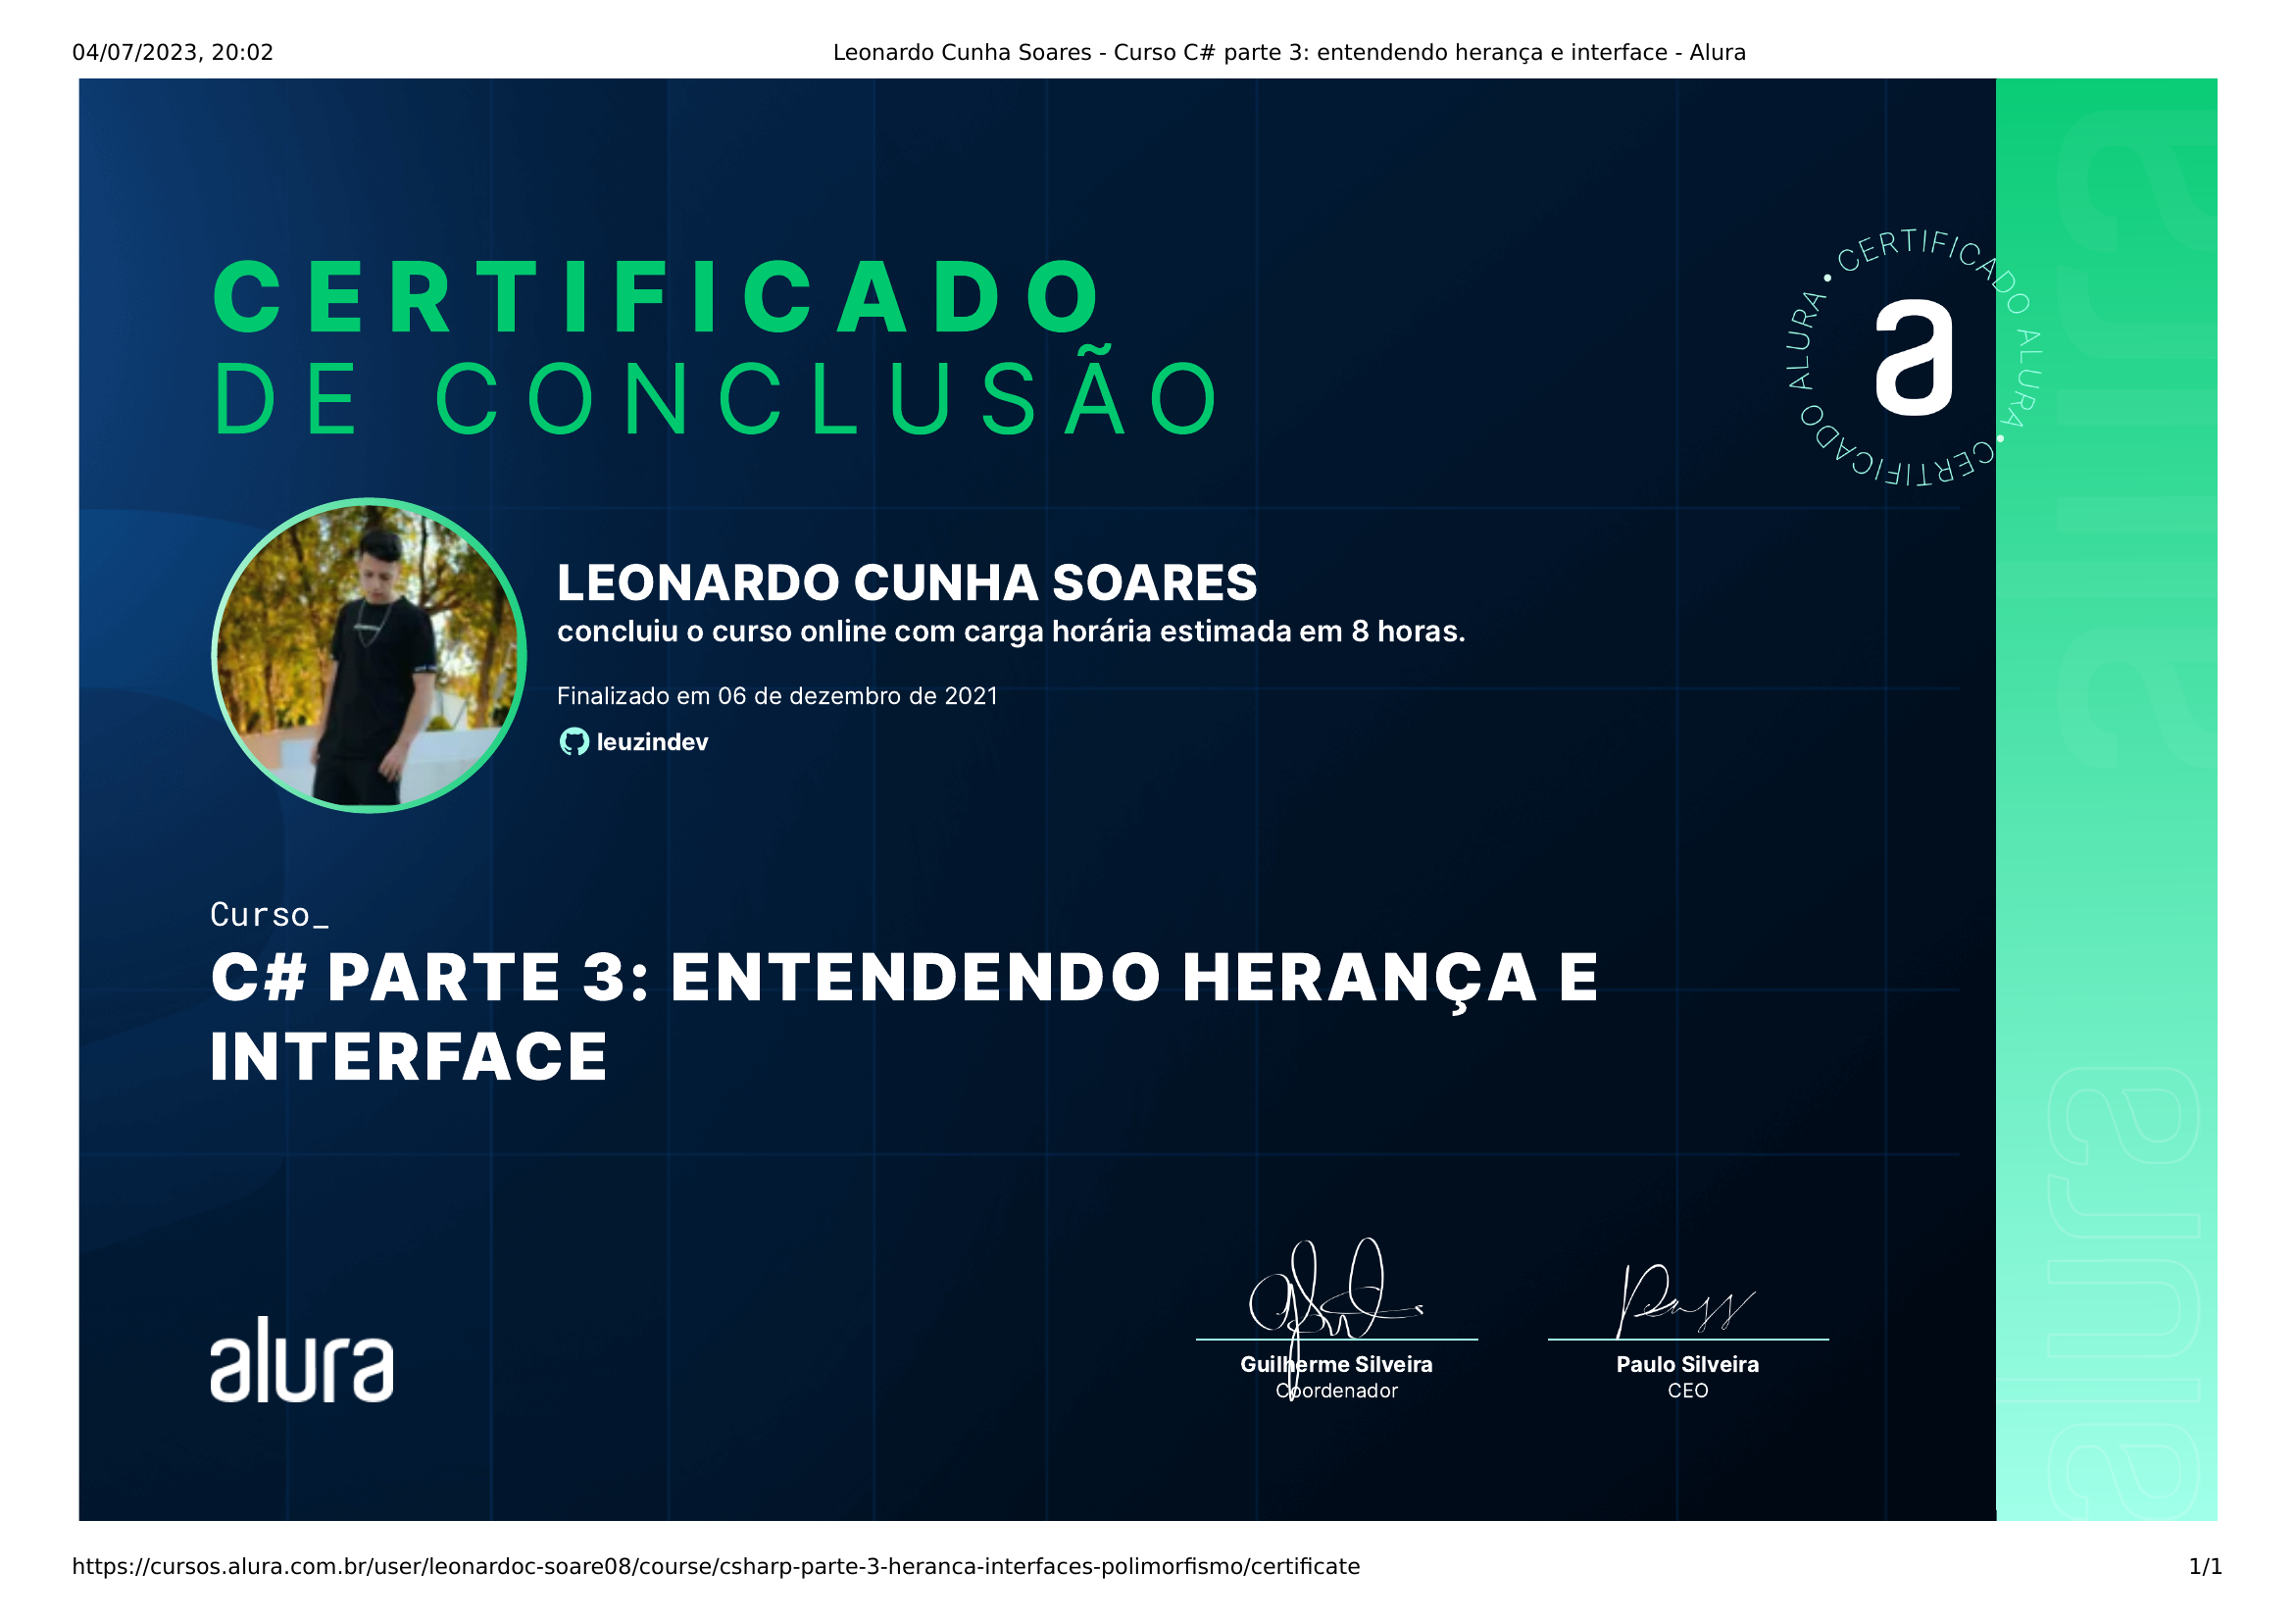 04/07/2023, 20:02
Leonardo Cunha Soares - Curso C# parte 3: entendendo herança e interface - Alura
CERTIFICADO
DE CONCLUSÃO
CERTIFICADO ALURA • CERTIFICADO ALURA •
a
LEONARDO CUNHA SOARES
concluiu o curso online com carga horária estimada em 8 horas.
Finalizado em 06 de dezembro de 2021
leuzindev
Curso_
C# PARTE 3: ENTENDENDO HERANÇA E
INTERFACE
alura
Guilherme Silveira
Coordenador
Paulo Silveira
CEO
alura
alura
https://cursos.alura.com.br/user/leonardoc-soare08/course/csharp-parte-3-heranca-interfaces-polimorfismo/certificate
1/1